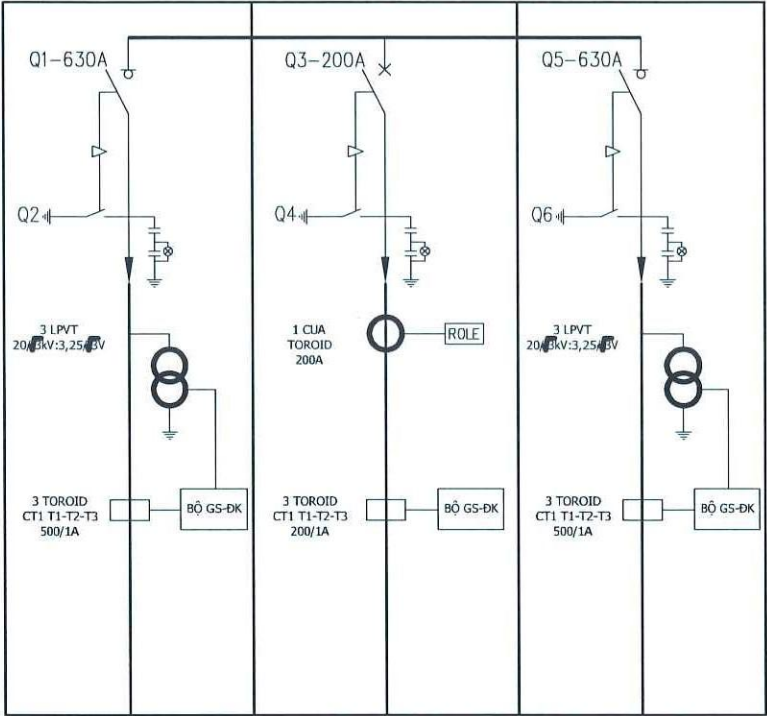 Q1-630A
Q3-200A
Q5-630A
Q2
Q4
Q6
3 LPVT
20/√3kV:3,25/√3V
1 CUA
TOROID
200A
ROLE
3 LPVT
20/√3kV:3,25/√3V
3 TOROID
CT1 T1-T2-T3
500/1A
BỘ GS-ĐK
3 TOROID
CT1 T1-T2-T3
200/1A
BỘ GS-ĐK
3 TOROID
CT1 T1-T2-T3
500/1A
BỘ GS-ĐK